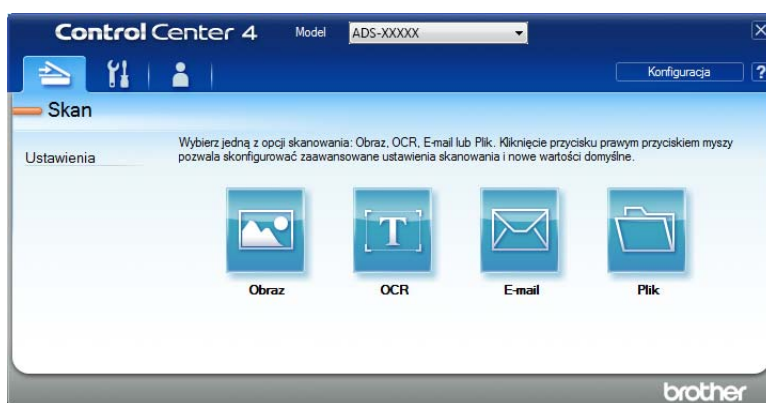 Control Center 4
Model
ADS-XXXXX
Konfiguracja
?
Skan
Ustawienia
Wybierz jedną z opcji skanowania: Obraz, OCR, E-mail lub Plik. Kliknięcie przycisku prawym przyciskiem myszy
pozwala skonfigurować zaawansowane ustawienia skanowania i nowe wartości domyślne.
T
Obraz
OCR
E-mail
Plik
brother